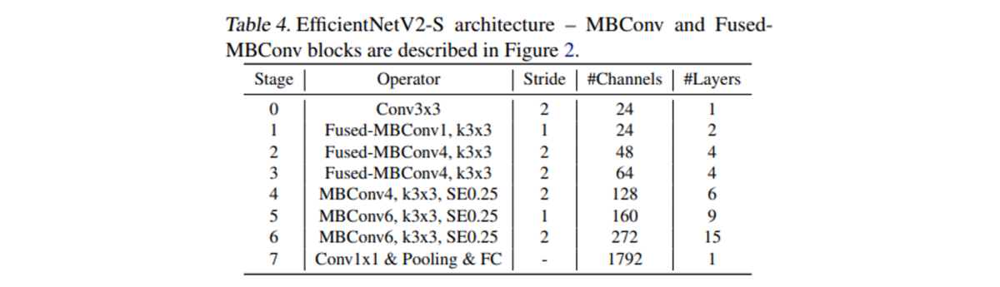 Table 4. EfficientNetV2-S architecture – MBConv and Fused-
MBConv blocks are described in Figure 2.
Stage Operator Stride #Channels #Layers
0 Conv3x3 2 24 1
1 Fused-MBConv1, k3x3 1 24 2
2 Fused-MBConv4, k3x3 2 48 4
3 Fused-MBConv4, k3x3 2 64 4
4 MBConv4, k3x3, SE0.25 2 128 6
5 MBConv6, k3x3, SE0.25 1 160 9
6 MBConv6, k3x3, SE0.25 2 272 15
7 Conv1x1 & Pooling & FC - 1792 1